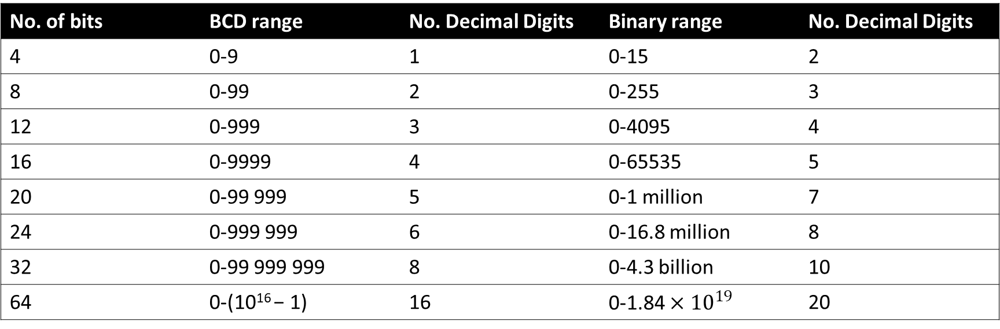 No. of bits BCD range No. Decimal Digits Binary range No. Decimal Digits
4 0-9 1 0-15 2
8 0-99 2 0-255 3
12 0-999 3 0-4095 4
16 0-9999 4 0-65535 5
20 0-99 999 5 0-1 million 7
24 0-999 999 6 0-16.8 million 8
32 0-99 999 999 8 0-4.3 billion 10
64 0-(10¹⁶ – 1) 16 0-1.84 × 10¹⁹ 20